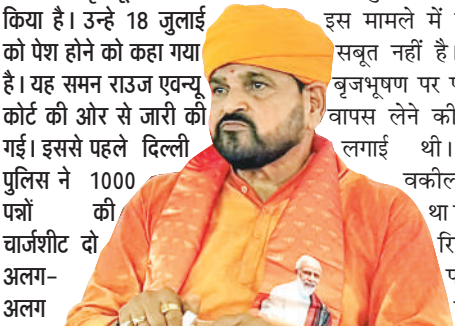 किया है। उन्हे 18 जुलाई
को पेश होने को कहा गया
है। यह समन राउज एवन्यू
कोर्ट की ओर से जारी की
गई। इससे पहले दिल्ली
पुलिस ने 1000
पन्नों की
चार्जशीट दो
अलग-
अलग
इस मामले में
सबूत नहीं है।
बृजभूषण पर
वापस लेने की
लगाई थी।
वकील
था